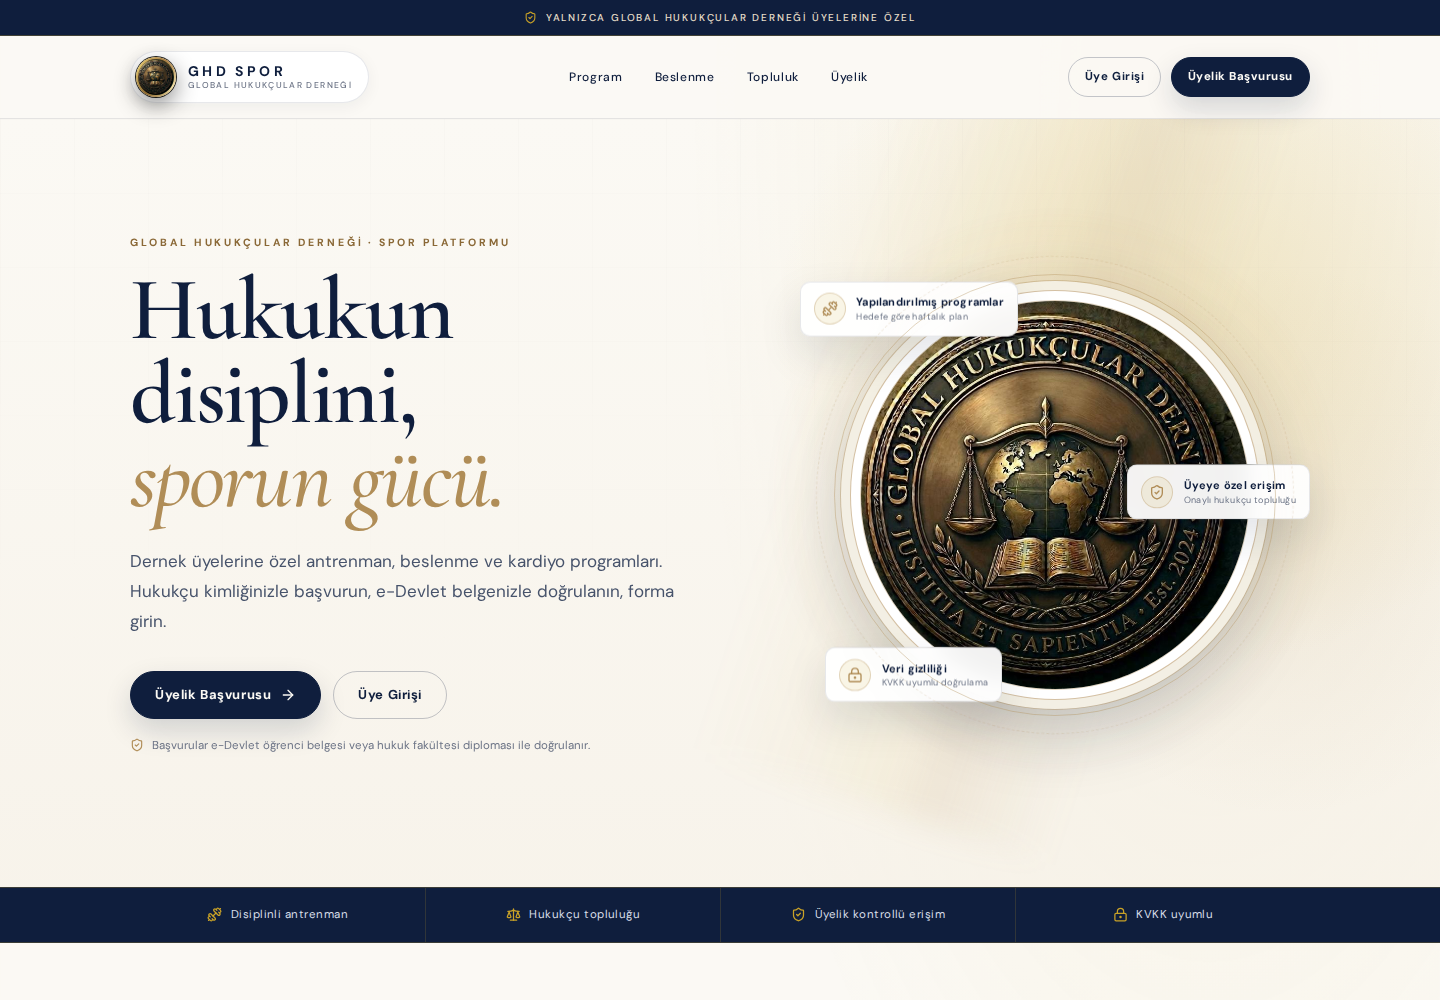 YALNIZCA GLOBAL HUKUKÇULAR DERNEĞİ ÜYELERİNE ÖZEL
GHD SPOR
GLOBAL HUKUKÇULAR DERNEĞİ
Program
Beslenme
Topluluk
Üyelik
Üye Girişi
Üyelik Başvurusu
GLOBAL HUKUKÇULAR DERNEĞİ · SPOR PLATFORMU
Hukukun
disiplini,
sporun gücü.
Dernek üyelerine özel antrenman, beslenme ve kardiyo programları.
Hukukçu kimliğinizle başvurun, e-Devlet belgenizle doğrulanın, forma
girin.
Üyelik Başvurusu
Üye Girişi
Başvurular e-Devlet öğrenci belgesi veya hukuk fakültesi diploması ile doğrulanır.
Yapılandırılmış programlar
Hedefe göre haftalık plan
· GLOBAL HUKUKÇULAR DERN
JUSTITIA ET SAPIENTIA · Est. 2024
Üyeye özel erişim
Onaylı hukukçu topluluğu
Veri gizliliği
KVKK uyumlu doğrulama
Disiplinli antrenman
Hukukçu topluluğu
Üyelik kontrollü erişim
KVKK uyumlu